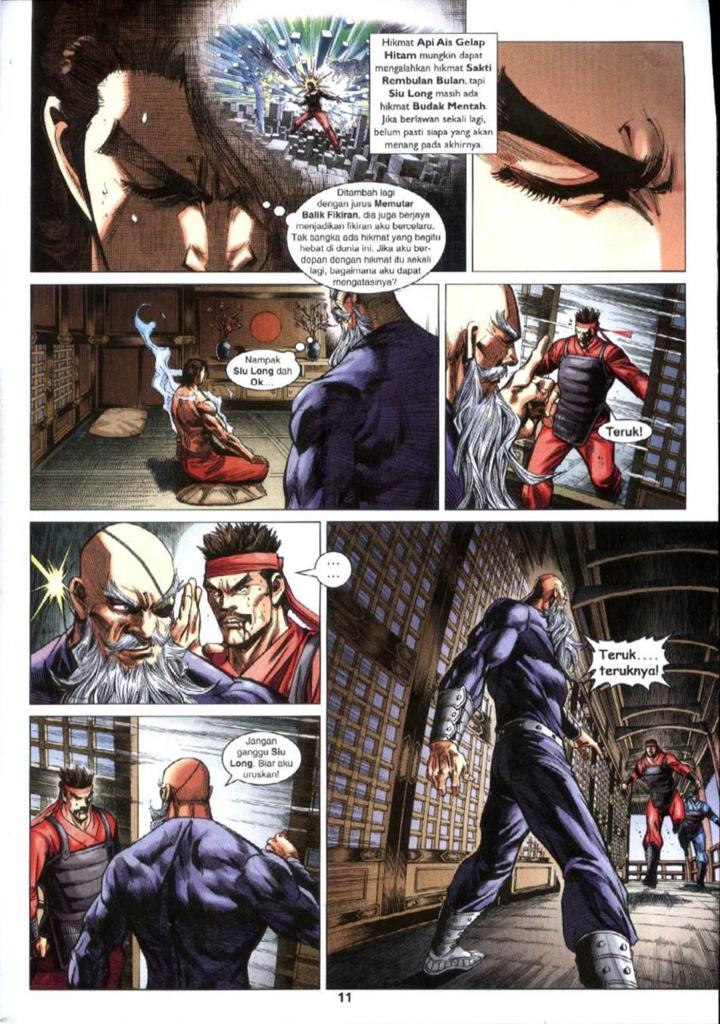 Hikmat Api Ais Gelap
Hitam mungkin dapat
mengalahkan hikmat Sakti
Rembulan Bulan, tapi
Siu Long masih ada
hikmat Budak Mentah.
Jika berlawan sekali lagi,
belum pasti siapa yang akan
menang pada akhirnya.
Ditambah lagi
dengan jurus Memutar
Balik Fikiran, dia juga berjaya
menjadikan fikiran aku bercelaru.
Tak sangka ada hikmat yang begitu
hebat di dunia ini. Jika aku ber-
depan dengan hikmat itu sekali
lagi, bagaimana aku dapat
mengatasinya?
Nampak
Siu Long dah
Ok....
Teruk!
...
...
Teruk....
teruknya!
Jangan
ganggu Siu
Long. Biar aku
uruskan!
11